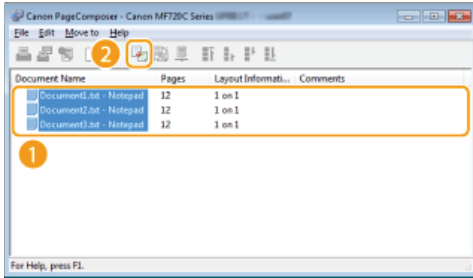 Canon PageComposer - Canon MF720C Series
File Edit Move to Help
2
Document Name Pages Layout Informati... Comments
Document1.txt - Notepad 12 1 on 1
Document2.txt - Notepad 12 1 on 1
Document3.txt - Notepad 12 1 on 1
1
For Help, press F1.